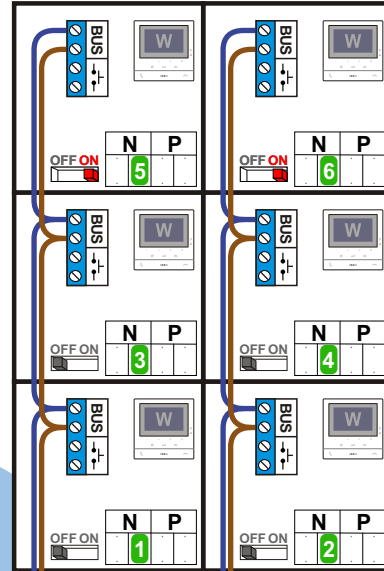 BUS W BUS W
N P N P
OFF ON 5 OFF ON 6
BUS W BUS W
N P N P
OFF ON 3 OFF ON 4
BUS W BUS W
N P N P
OFF ON 1 OFF ON 2